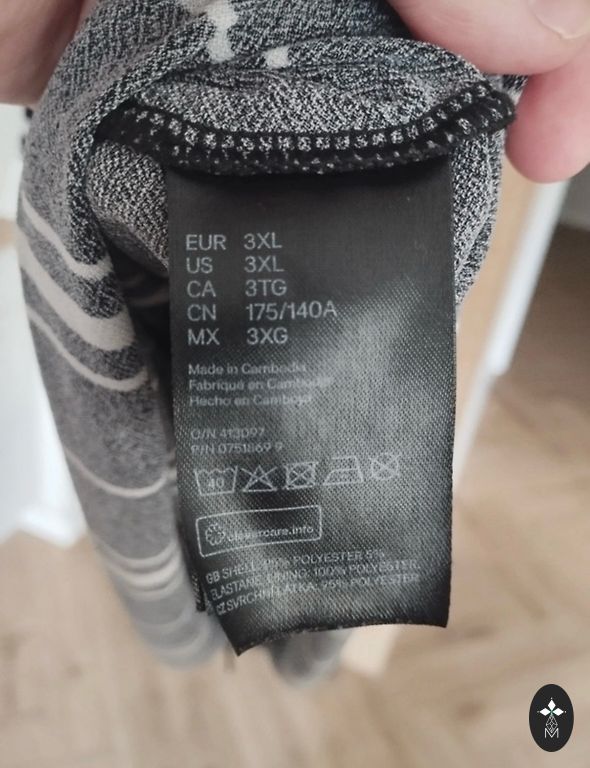 EUR 3XL
US 3XL
CA 3TG
CN 175/140A
MX 3XG
Made in Cambodia
Fabriqué en Cambodge
Hecho en Camboya
O/N 413097
P/N 0751869 9
40
clevercare.info
GB SHELL: POLYESTER 5%
ELASTANE. LINING: 100% POLYESTER.
CZ SVRCHNÍ LÁTKA: 95% POLYESTER
M